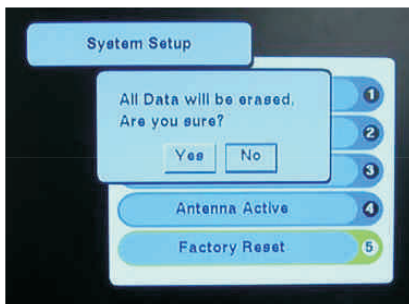 System Setup
All Data will be erased.
Are you sure?
Yes
No
1
2
3
Antenna Active
4
Factory Reset
5